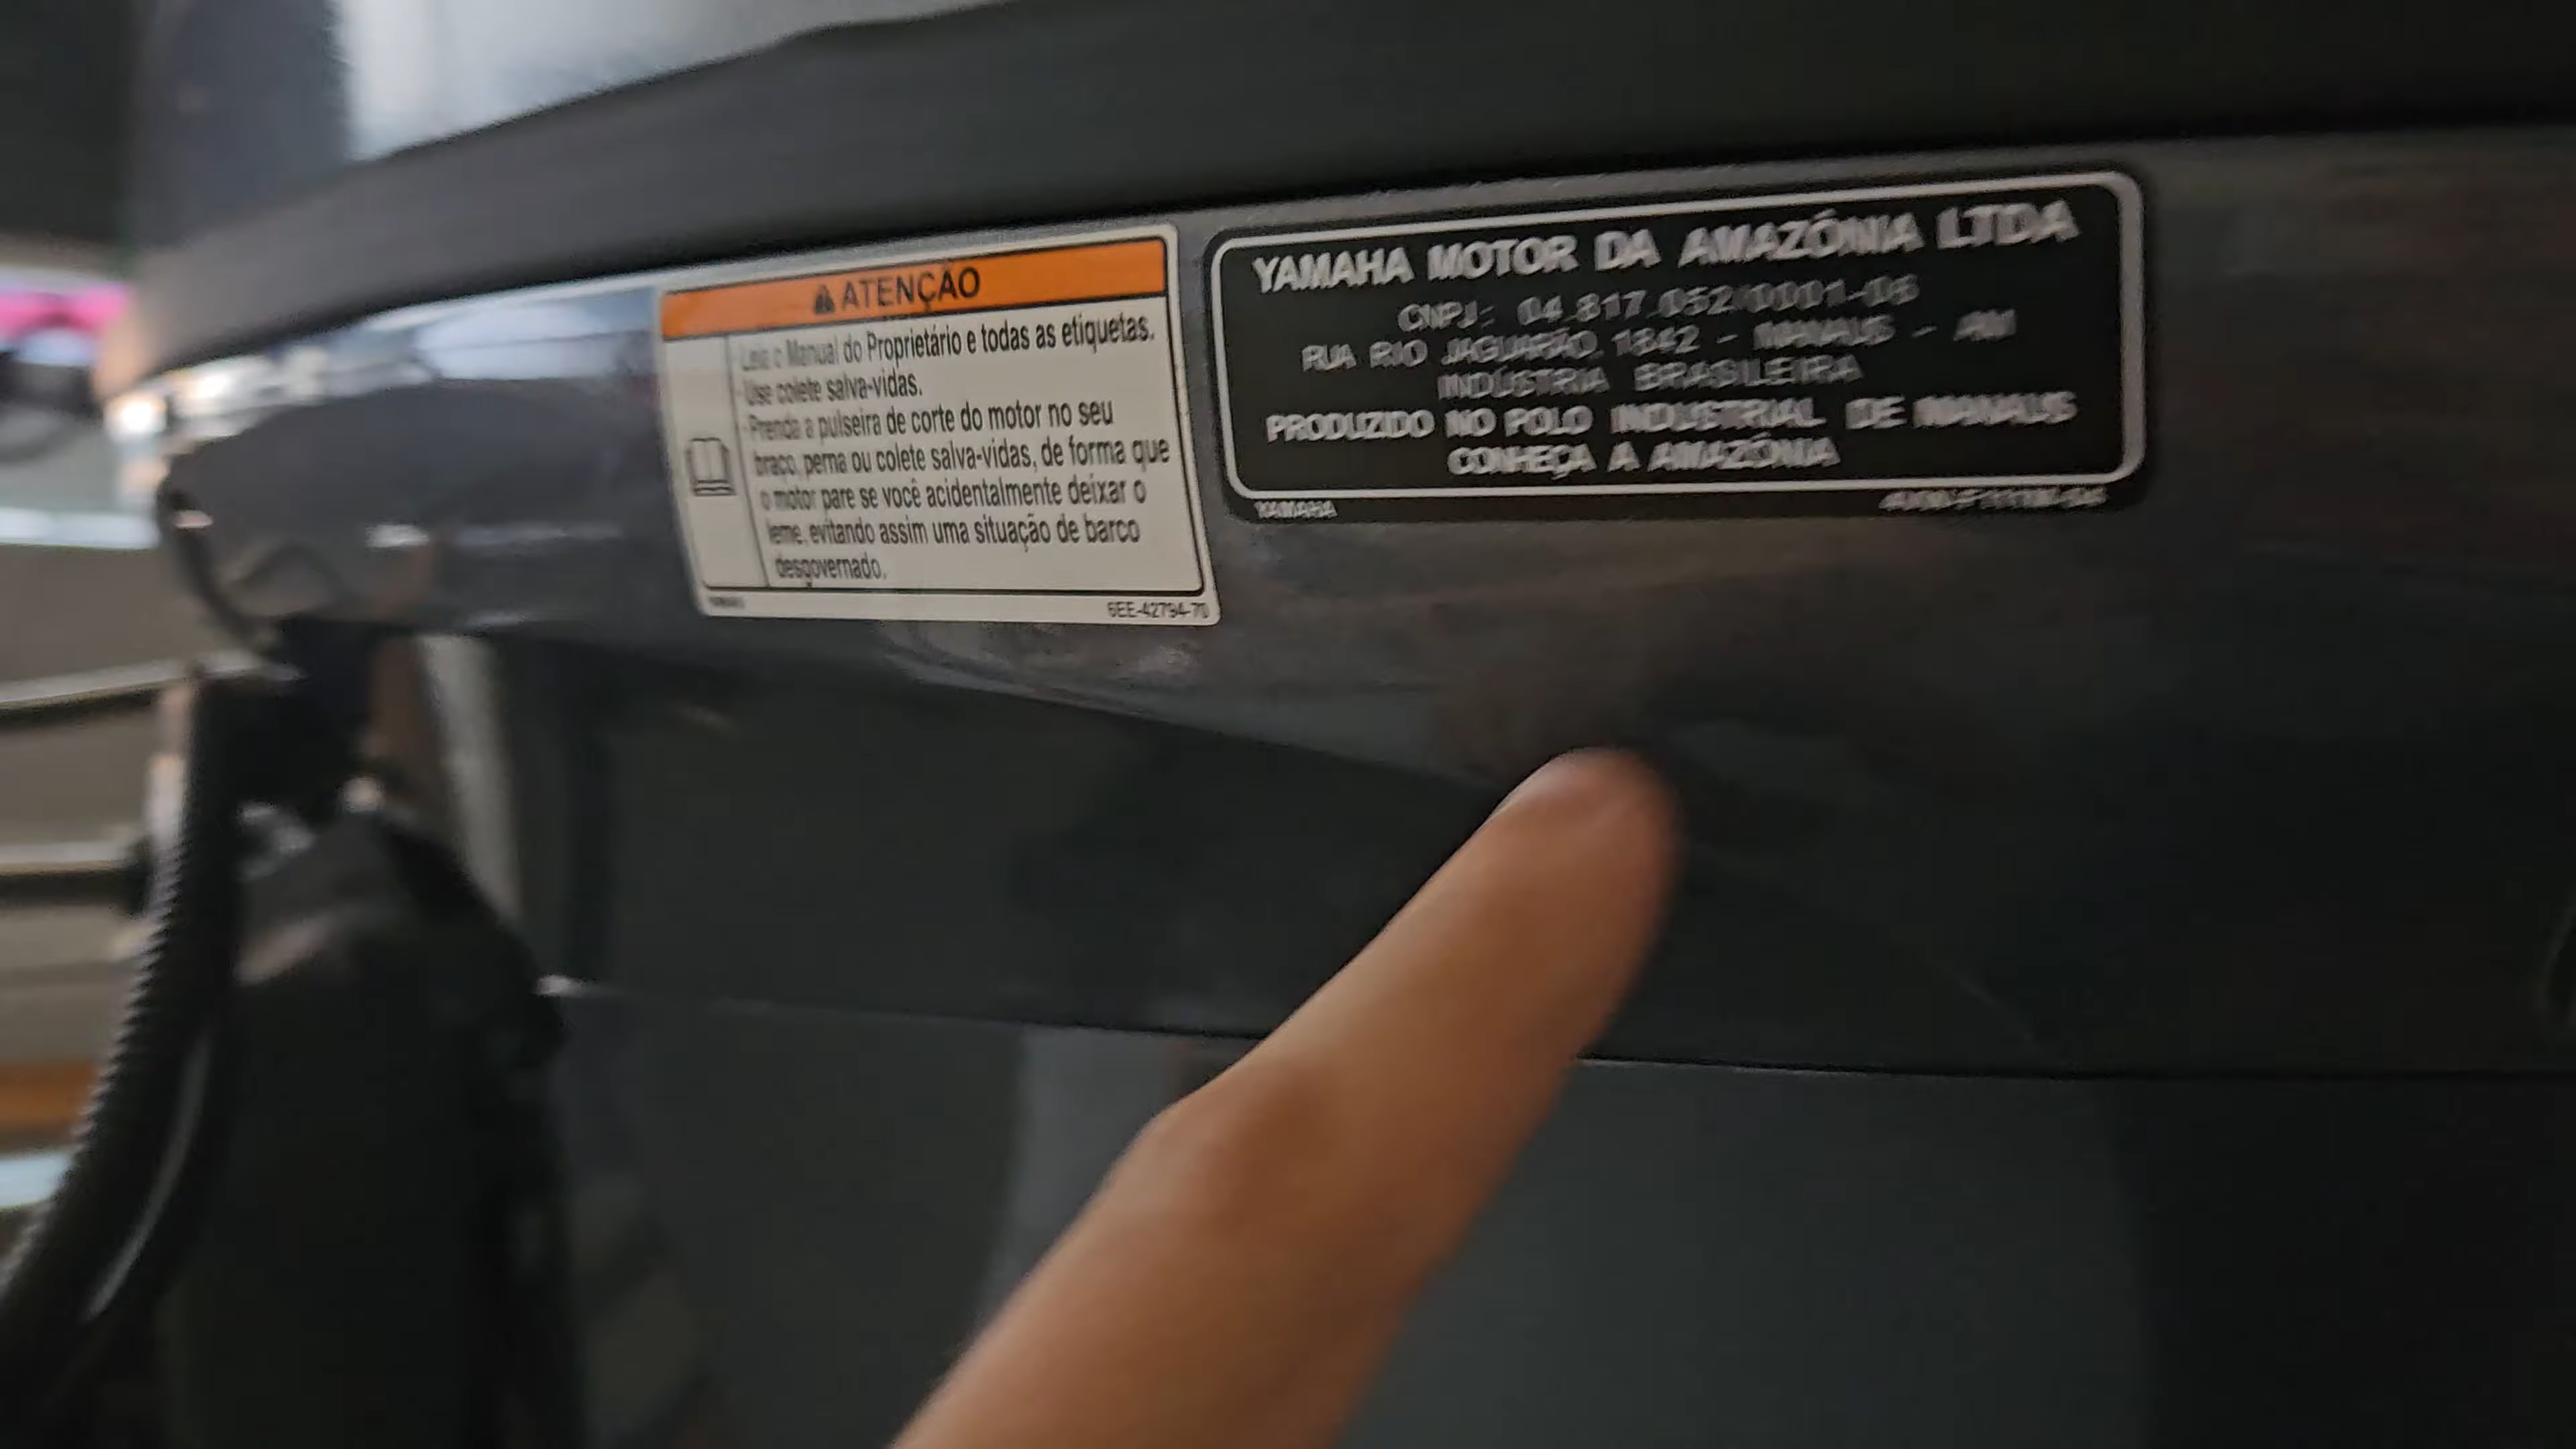 ATENÇÃO
- Leia o Manual do Proprietário e todas as etiquetas.
- Use colete salva-vidas.
- Prenda a pulseira de corte do motor no seu
braço, perna ou colete salva-vidas, de forma que
o motor pare se você acidentalmente deixar o
leme, evitando assim uma situação de barco
desgovernado.
YAMAHA
6EE-42794-70
YAMAHA MOTOR DA AMAZÔNIA LTDA
CNPJ: 04.817.052/0001-06
RUA RIO JAGUARÃO, 1842 - MANAUS - AM
INDÚSTRIA BRASILEIRA
PRODUZIDO NO POLO INDUSTRIAL DE MANAUS
CONHEÇA A AMAZÔNIA
YAMAHA